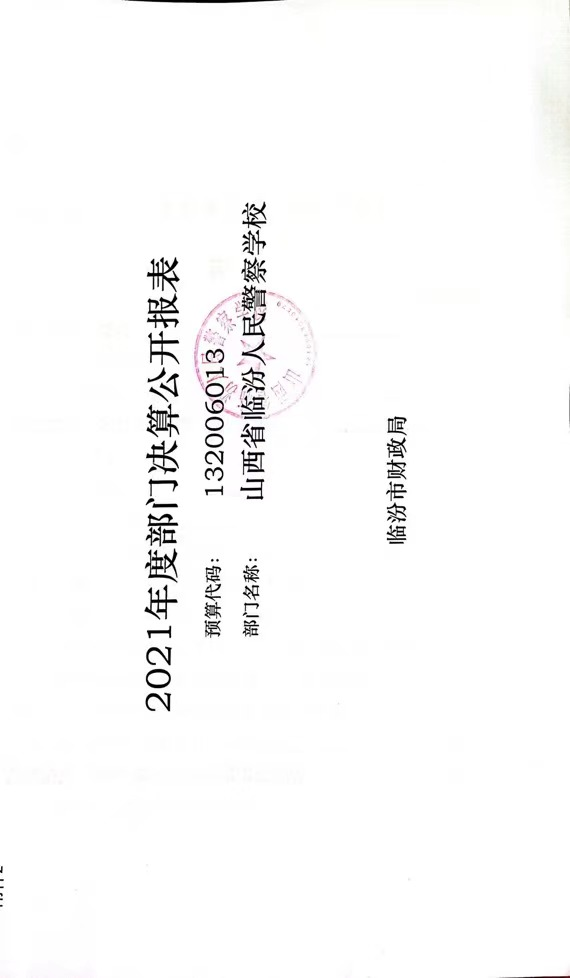 2021年度部门决算公开报表
预算代码： 132006013
部门名称： 山西省临汾人民警察学校
临汾市财政局